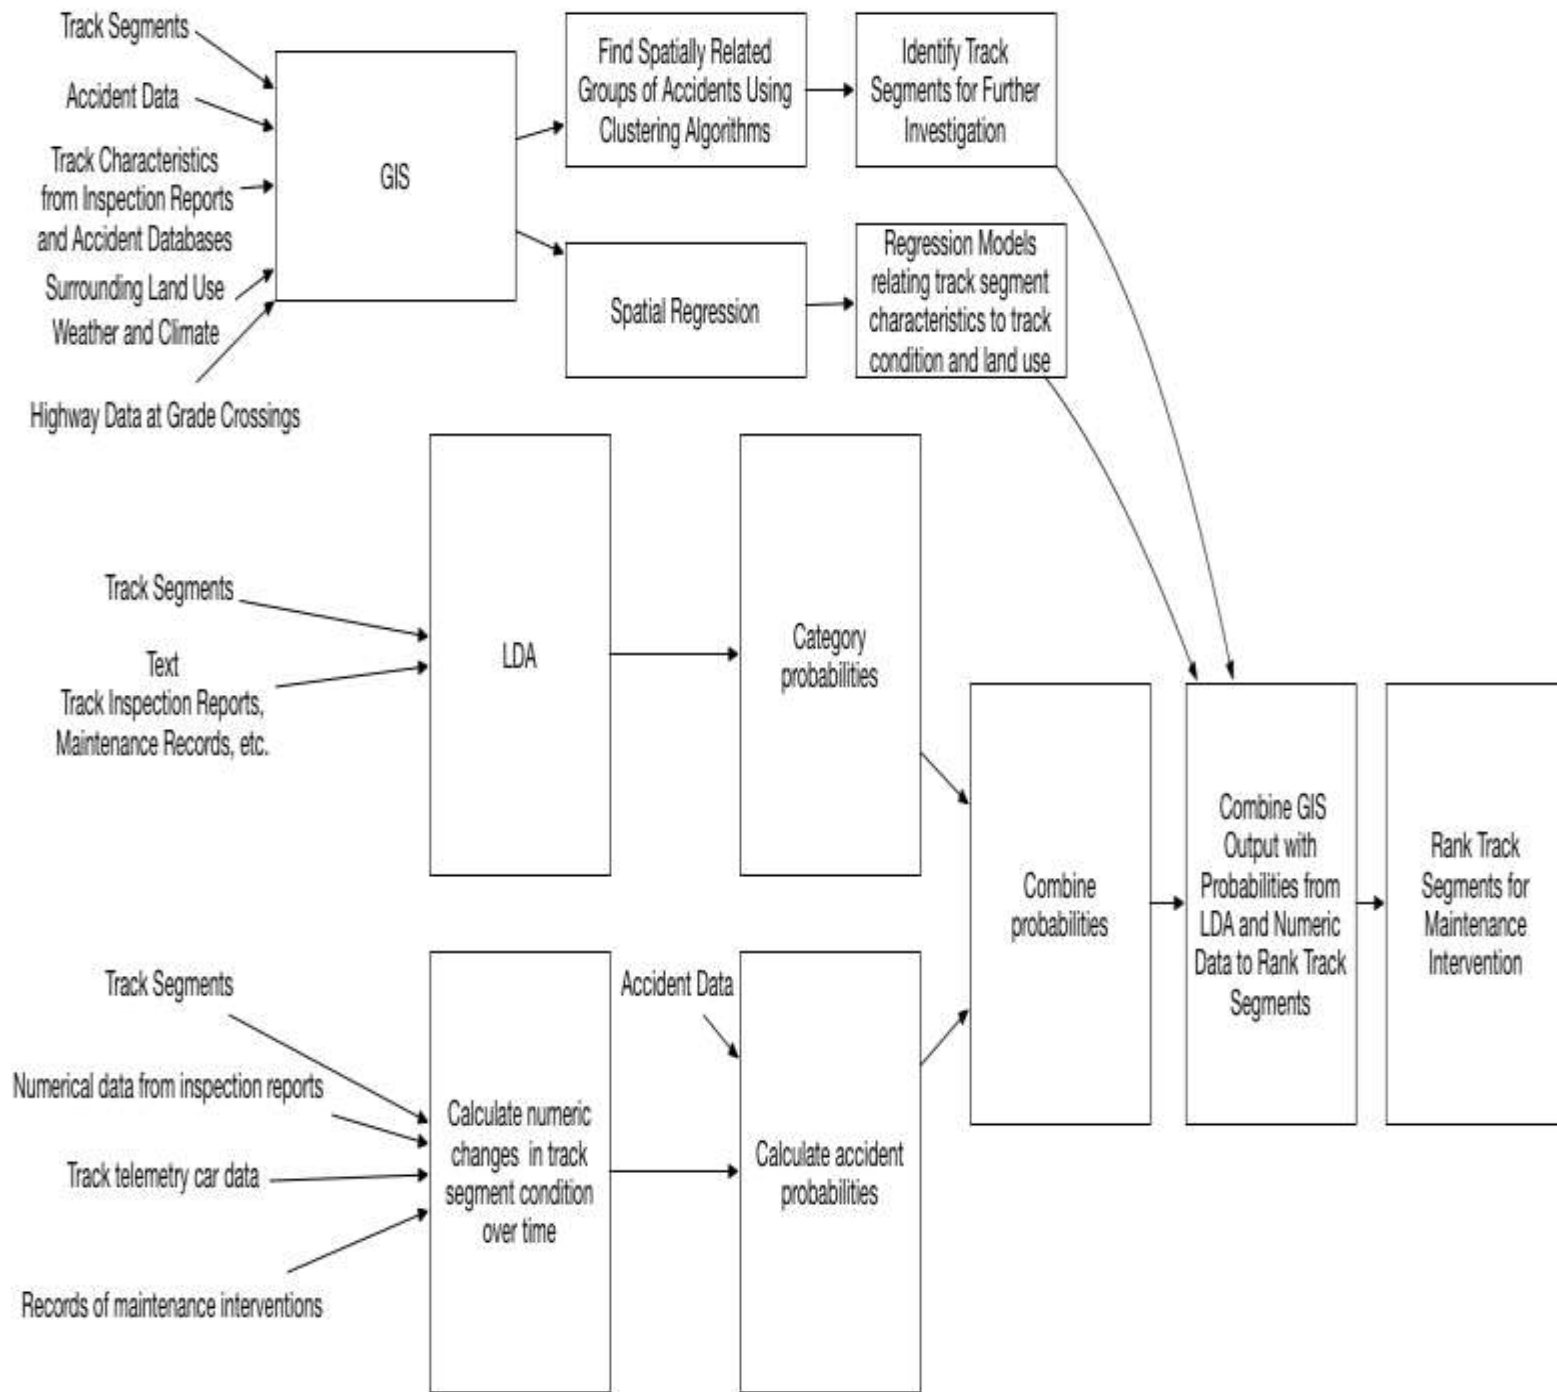 Track Segments
Accident Data
Track Characteristics
from Inspection Reports
and Accident Databases
Surrounding Land Use
Weather and Climate
Highway Data at Grade Crossings
GIS
Find Spatially Related
Groups of Accidents Using
Clustering Algorithms
Identify Track
Segments for Further
Investigation
Spatial Regression
Regression Models
relating track segment
characteristics to track
condition and land use
Track Segments
Text
Track Inspection Reports,
Maintenance Records, etc.
LDA
Category
probabilities
Track Segments
Numerical data from inspection reports
Track telemetry car data
Records of maintenance interventions
Calculate numeric
changes in track
segment condition
over time
Accident Data
Calculate accident
probabilities
Combine
probabilities
Combine GIS
Output with
Probabilities from
LDA and Numeric
Data to Rank Track
Segments
Rank Track
Segments for
Maintenance
Intervention